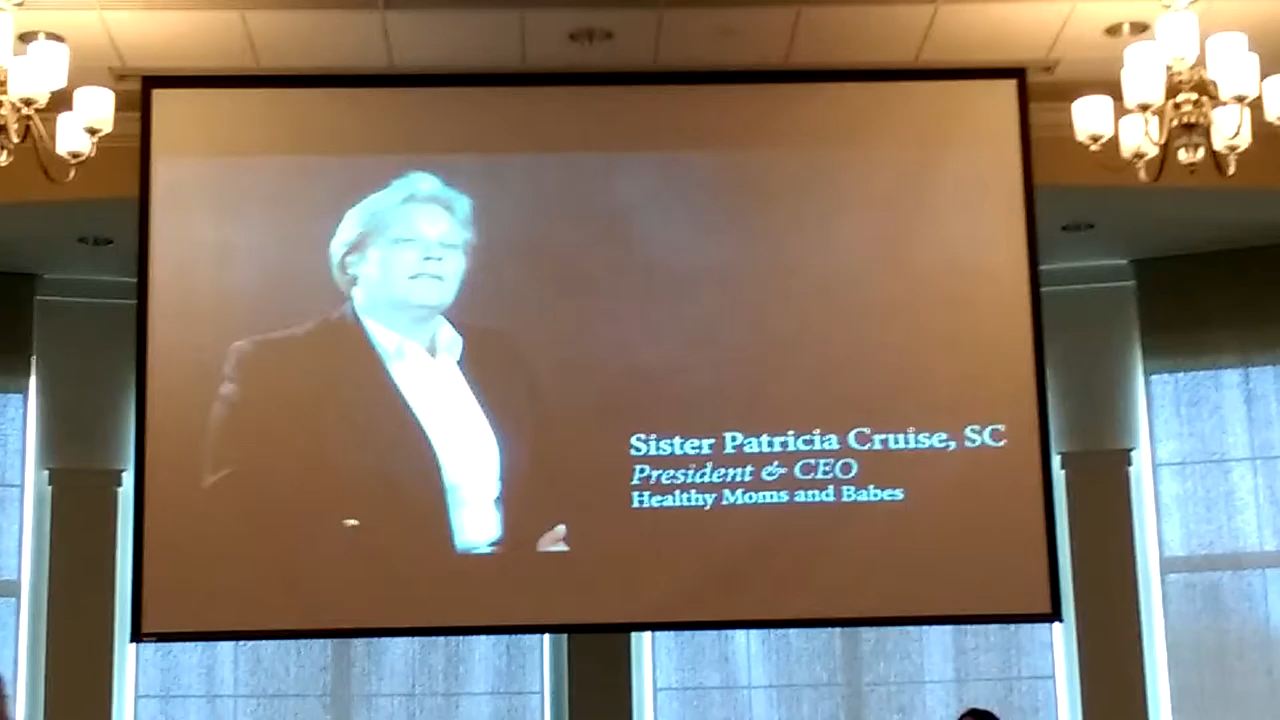 Sister Patricia Cruise, SC
President & CEO
Healthy Moms and Babes